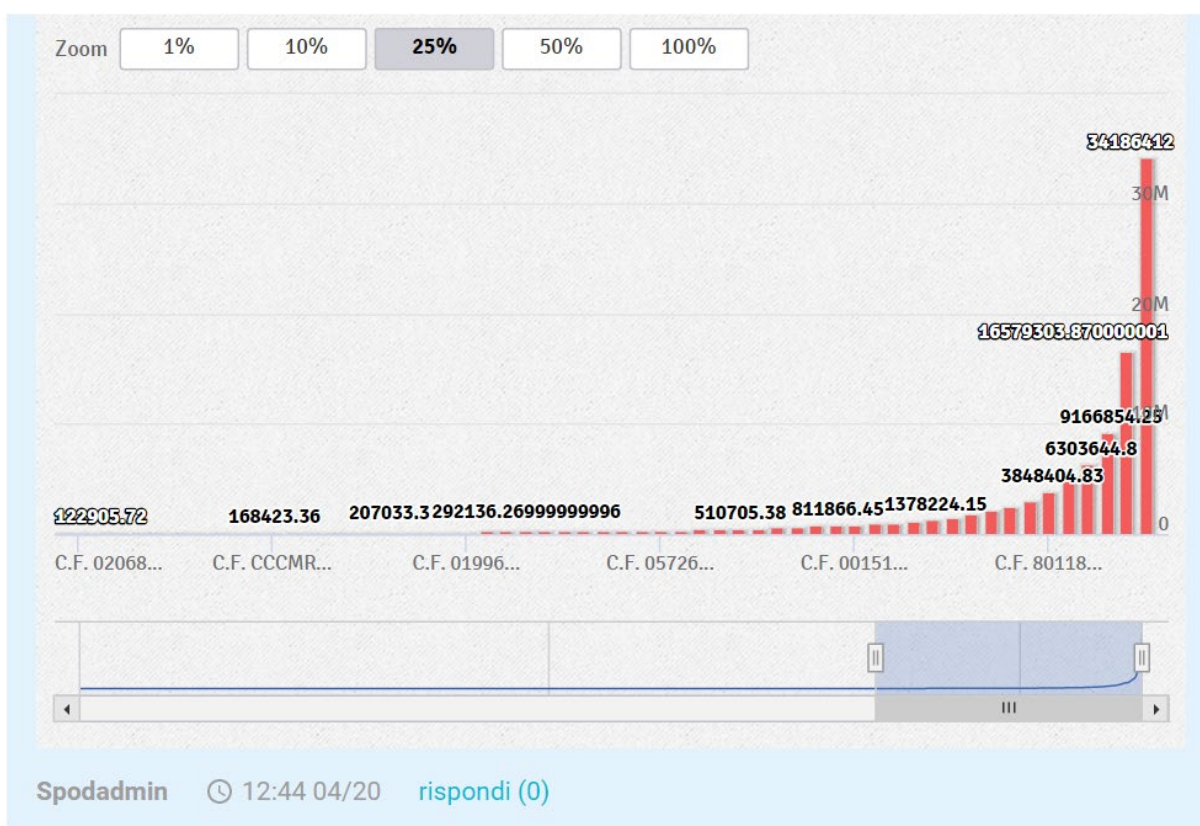 Zoom 1% 10% 25% 50% 100%
34186412
30M
20M
16579303.870000001
9166854.25
10M
6303644.8
3848404.83
122905.72 168423.36 207033.3 292136.26999999996 510705.38 811866.45 1378224.15
0
C.F. 02068... C.F. CCCMR... C.F. 01996... C.F. 05726... C.F. 00151... C.F. 80118...
Spodadmin 12:44 04/20 rispondi (0)